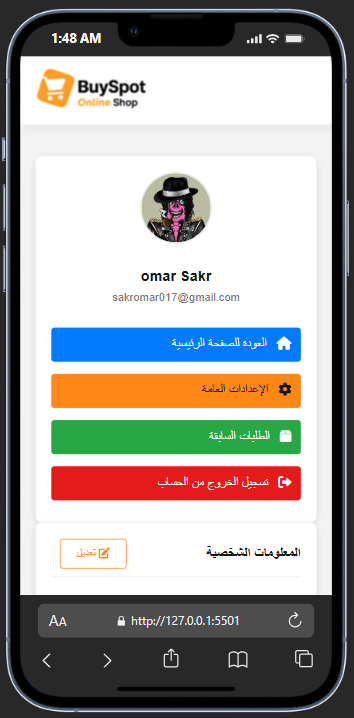 1:48 AM
BuySpot
Online Shop
omar Sakr
sakromar017@gmail.com
العوده للصفحة الرئيسية
الإعدادات العامة
الطلبات السابقة
تسجيل الخروج من الحساب
المعلومات الشخصية
تعديل
AA
http://127.0.0.1:5501